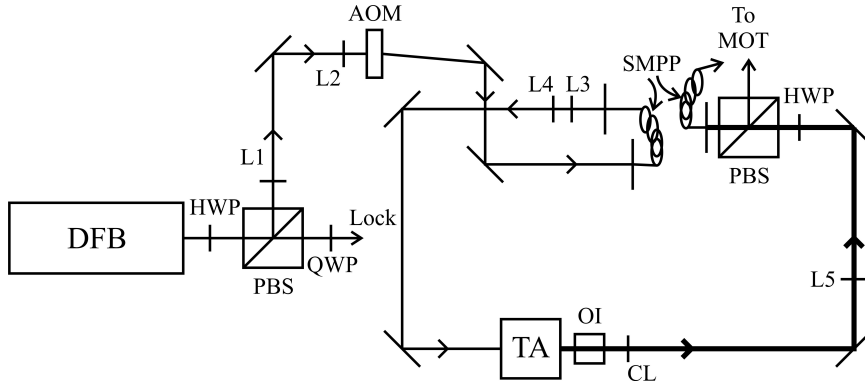 AOM
To
MOT
SMPP
L2
L4
L3
HWP
L1
PBS
HWP
Lock
DFB
QWP
PBS
L5
OI
TA
CL